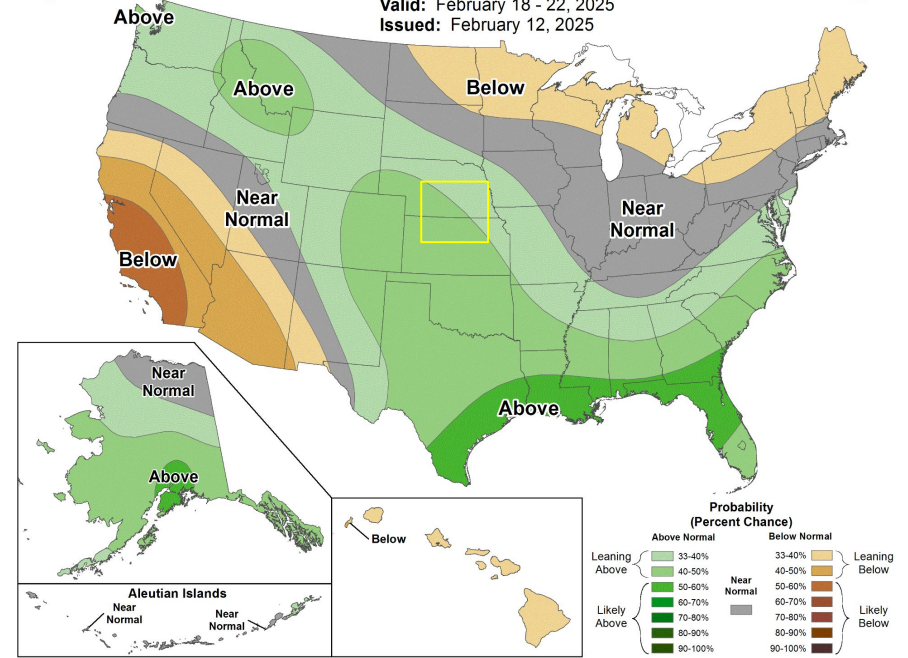 Valid: February 18 - 22, 2025
Issued: February 12, 2025
Above
Above
Below
Near
Normal
Near
Normal
Below
Above
Near
Normal
Above
Below
Aleutian Islands
Near
Normal
Near
Normal
Probability
(Percent Chance)
Above Normal
Below Normal
Leaning
Above
33-40%
40-50%
Likely
Above
50-60%
60-70%
70-80%
80-90%
90-100%
Near
Normal
33-40%
40-50%
Leaning
Below
50-60%
60-70%
70-80%
80-90%
90-100%
Likely
Below